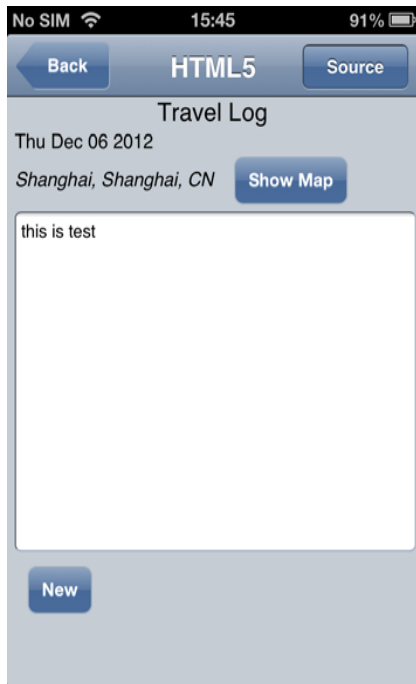 No SIM 15:45 91%
Back HTML5 Source
Travel Log
Thu Dec 06 2012
Shanghai, Shanghai, CN Show Map
this is test
New